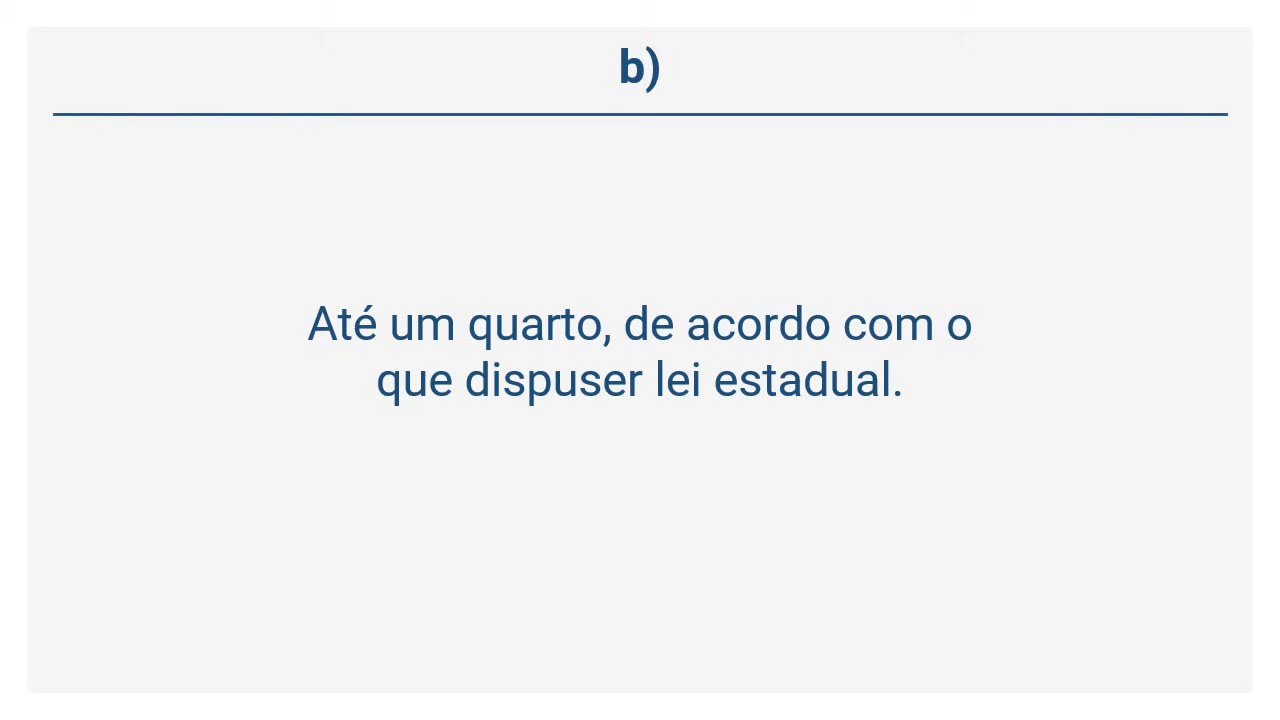 b)
Até um quarto, de acordo com o
que dispuser lei estadual.